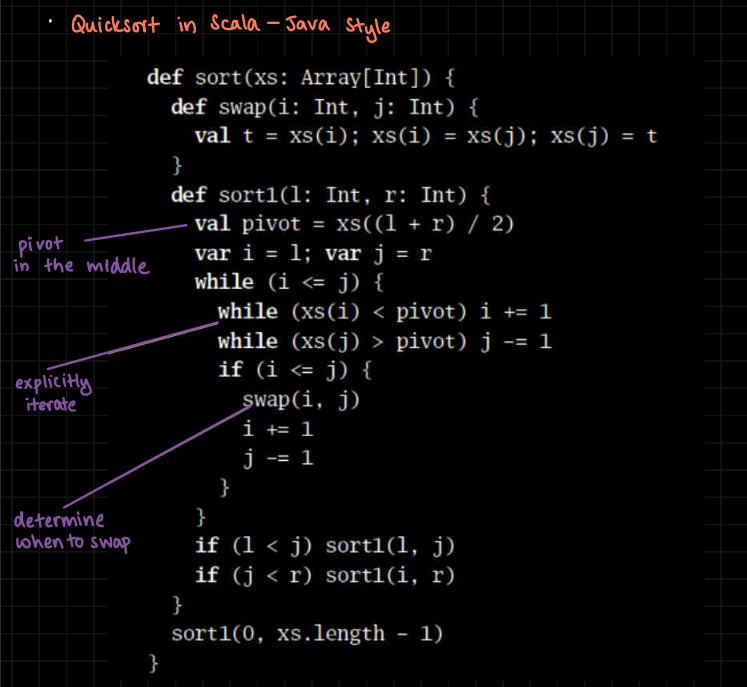 • Quicksort in Scala - Java Style
def sort(xs: Array[Int]) {
def swap(i: Int, j: Int) {
val t = xs(i); xs(i) = xs(j); xs(j) = t
}
def sort1(l: Int, r: Int) {
val pivot = xs((l + r) / 2)
pivot
in the middle
var i = l; var j = r
while (i <= j) {
while (xs(i) < pivot) i += 1
while (xs(j) > pivot) j -= 1
if (i <= j) {
explicitly
iterate
swap(i, j)
i += 1
j -= 1
}
determine
when to swap
}
if (l < j) sort1(l, j)
if (j < r) sort1(i, r)
}
sort1(0, xs.length - 1)
}